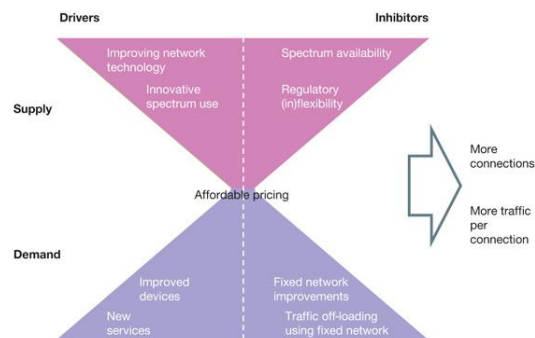 Drivers
Inhibitors
Improving network
technology
Spectrum availability
Innovative
spectrum use
Regulatory
(in)flexibility
Supply
More
connections
Affordable pricing
More traffic
per
connection
Demand
Improved
devices
Fixed network
improvements
New
services
Traffic off-loading
using fixed network